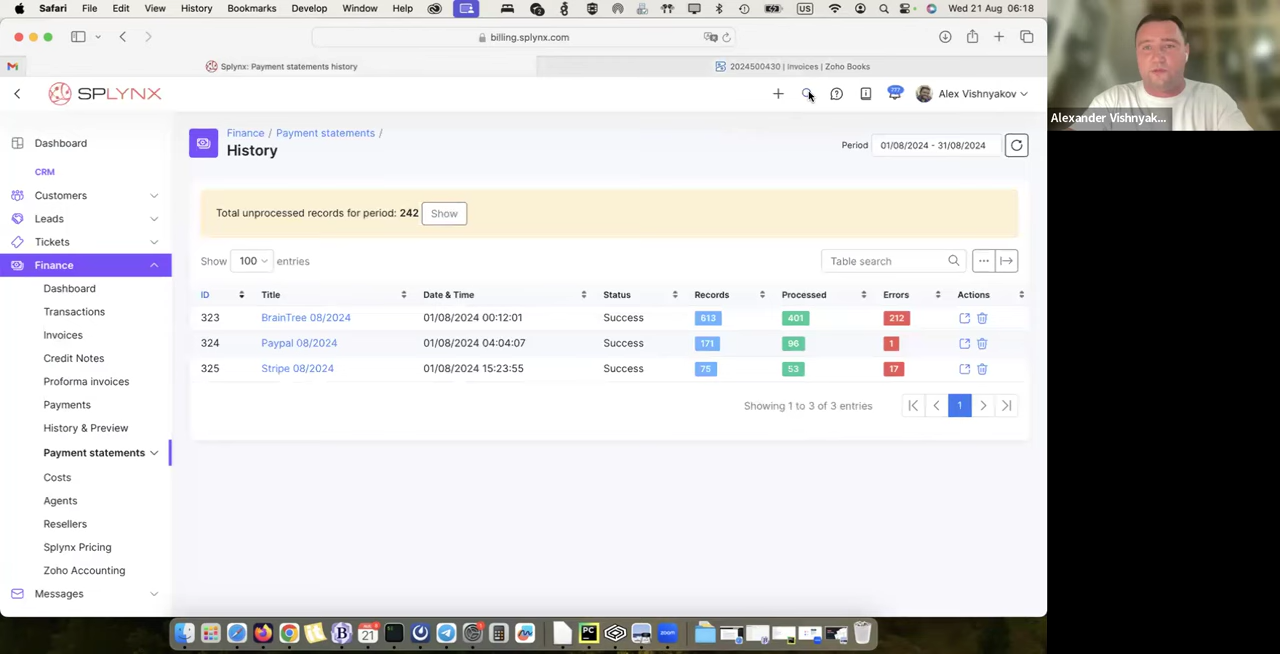 Safari File Edit View History Bookmarks Develop Window Help US Wed 21 Aug 06:18
billing.splynx.com
Splynx: Payment statements history 2024500430 | Invoices | Zoho Books
SPLYNX 777 Alex Vishnyakov
Alexander Vishnyak...
Dashboard
CRM
Customers
Leads
Tickets
Finance
Dashboard
Transactions
Invoices
Credit Notes
Proforma invoices
Payments
History & Preview
Payment statements
Costs
Agents
Resellers
Splynx Pricing
Zoho Accounting
Messages
Finance / Payment statements /
History
Period 01/08/2024 - 31/08/2024
Total unprocessed records for period: 242 Show
Show 100 entries Table search
ID Title Date & Time Status Records Processed Errors Actions
323 BrainTree 08/2024 01/08/2024 00:12:01 Success 613 401 212
324 Paypal 08/2024 01/08/2024 04:04:07 Success 171 96 1
325 Stripe 08/2024 01/08/2024 15:23:55 Success 75 53 17
Showing 1 to 3 of 3 entries 1
21
PC
zoom